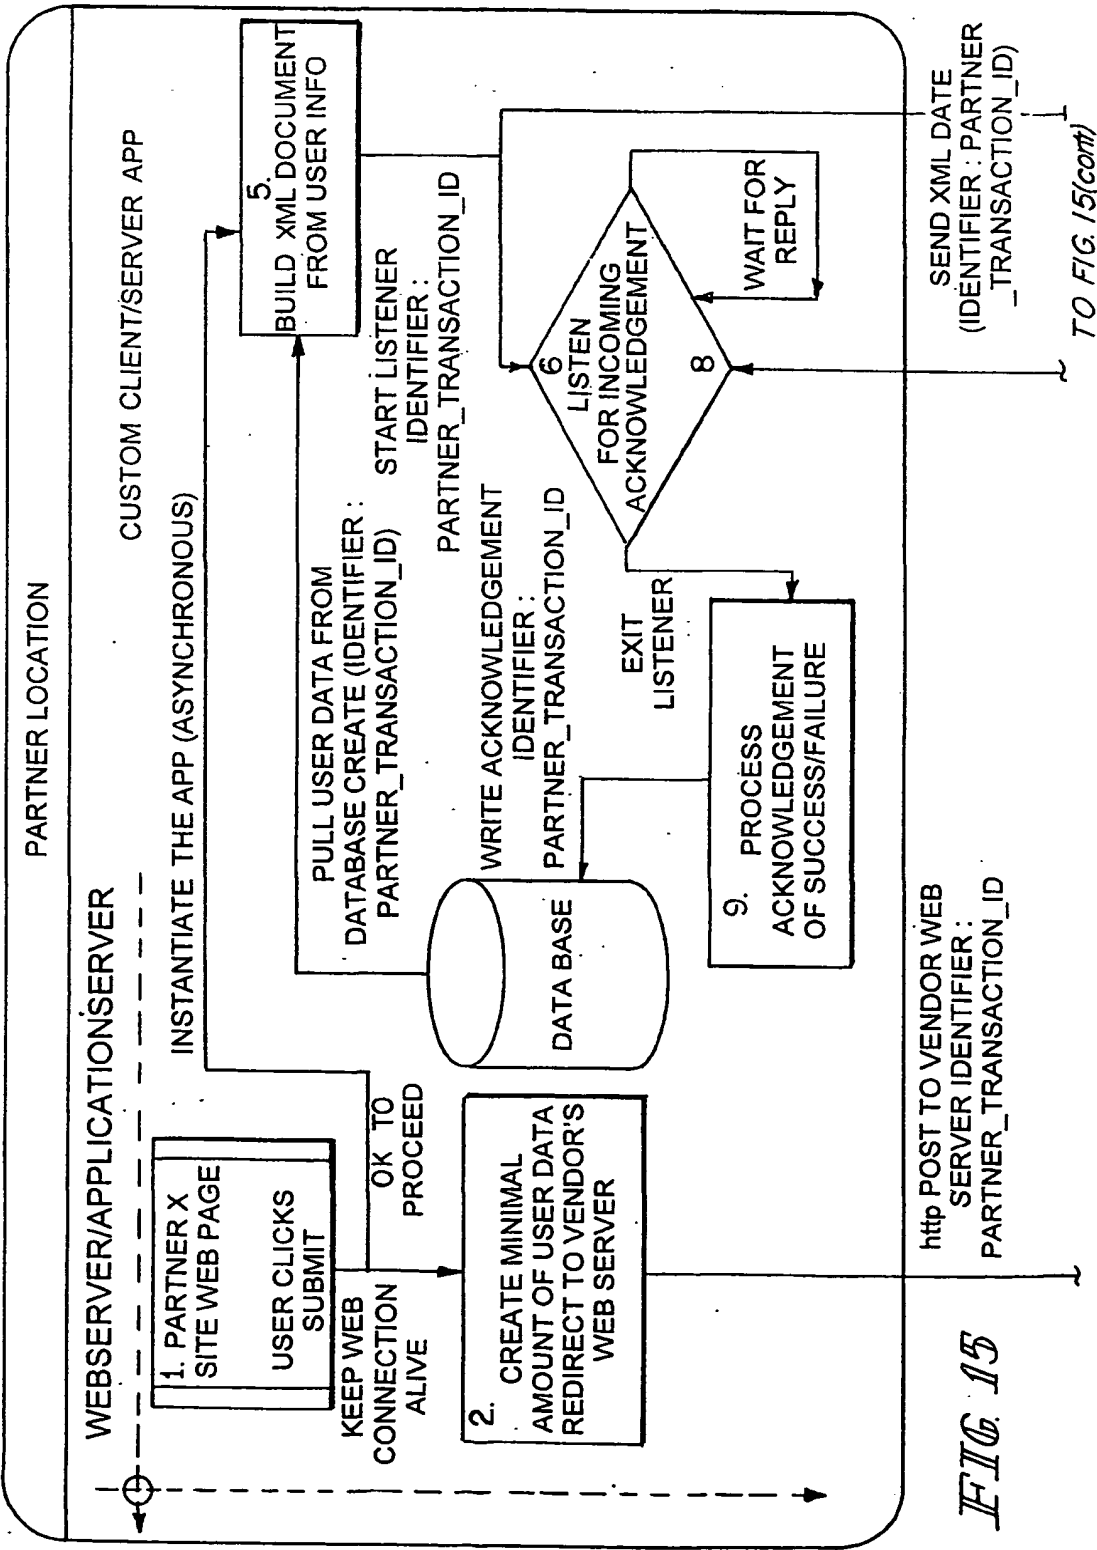 PARTNER LOCATION
WEBSERVER/APPLICATIONSERVER
CUSTOM CLIENT/SERVER APP
INSTANTIATE THE APP (ASYNCHRONOUS)
1. PARTNER X
SITE WEB PAGE
USER CLICKS
SUBMIT
KEEP WEB
CONNECTION
ALIVE
OK TO
PROCEED
2.
CREATE MINIMAL
AMOUNT OF USER DATA
REDIRECT TO VENDOR'S
WEB SERVER
5.
BUILD XML DOCUMENT
FROM USER INFO
PULL USER DATA FROM
DATABASE CREATE (IDENTIFIER :
PARTNER_TRANSACTION_ID)
START LISTENER
IDENTIFIER :
PARTNER_TRANSACTION_ID
DATA BASE
WRITE ACKNOWLEDGEMENT
IDENTIFIER :
PARTNER_TRANSACTION_ID
6
LISTEN
FOR INCOMING
ACKNOWLEDGEMENT
8
WAIT FOR
REPLY
EXIT
LISTENER
9.
PROCESS
ACKNOWLEDGEMENT
OF SUCCESS/FAILURE
http POST TO VENDOR WEB
SERVER IDENTIFIER :
PARTNER_TRANSACTION_ID
SEND XML DATE
(IDENTIFIER : PARTNER
_TRANSACTION_ID)
TO FIG. 15(cont)
FIG. 15